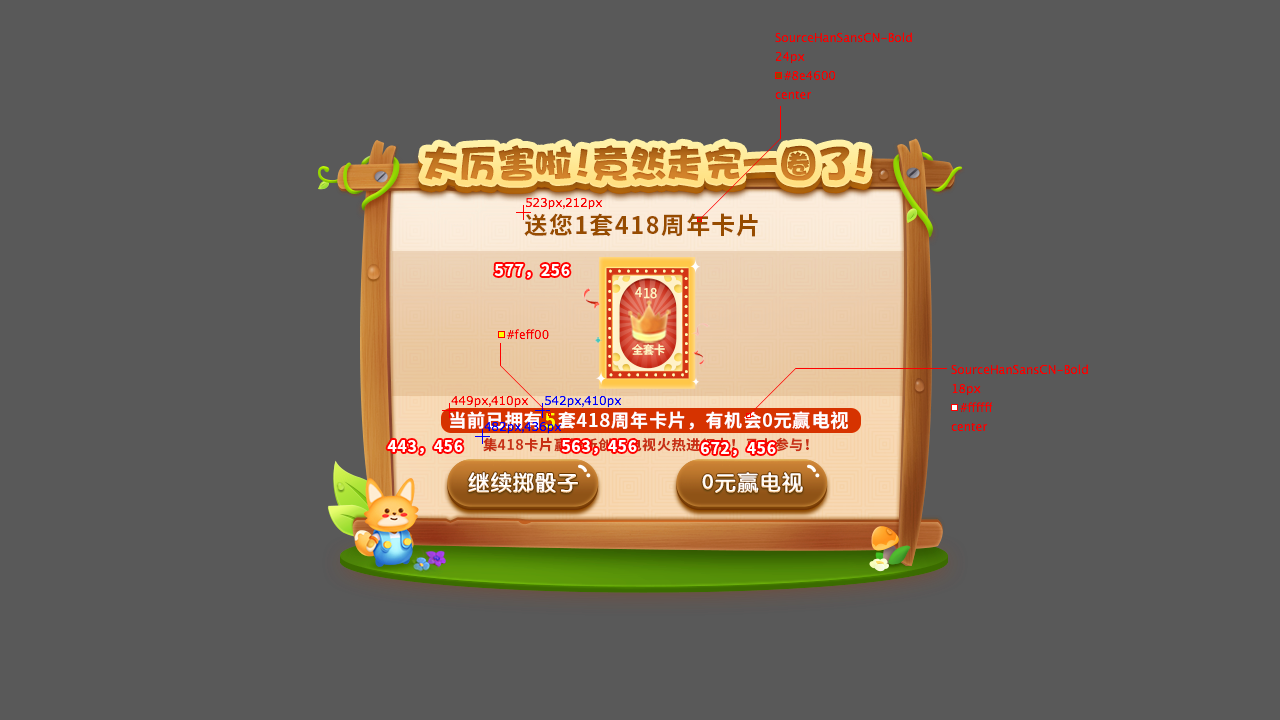 SourceHanSansCN-Bold
24px
#8e4600
center
太厉害啦!竟然走完一圈了!
523px,212px
送您1套418周年卡片
577，256
418
全套卡
#feff00
SourceHanSansCN-Bold
18px
#ffffff
center
449px,410px
542px,410px
当前已拥有 套418周年卡片，有机会0元赢电视
482px,436px
443，456
563，456
672，456
集418卡片 电视火热进 参与！
继续掷骰子
0元赢电视